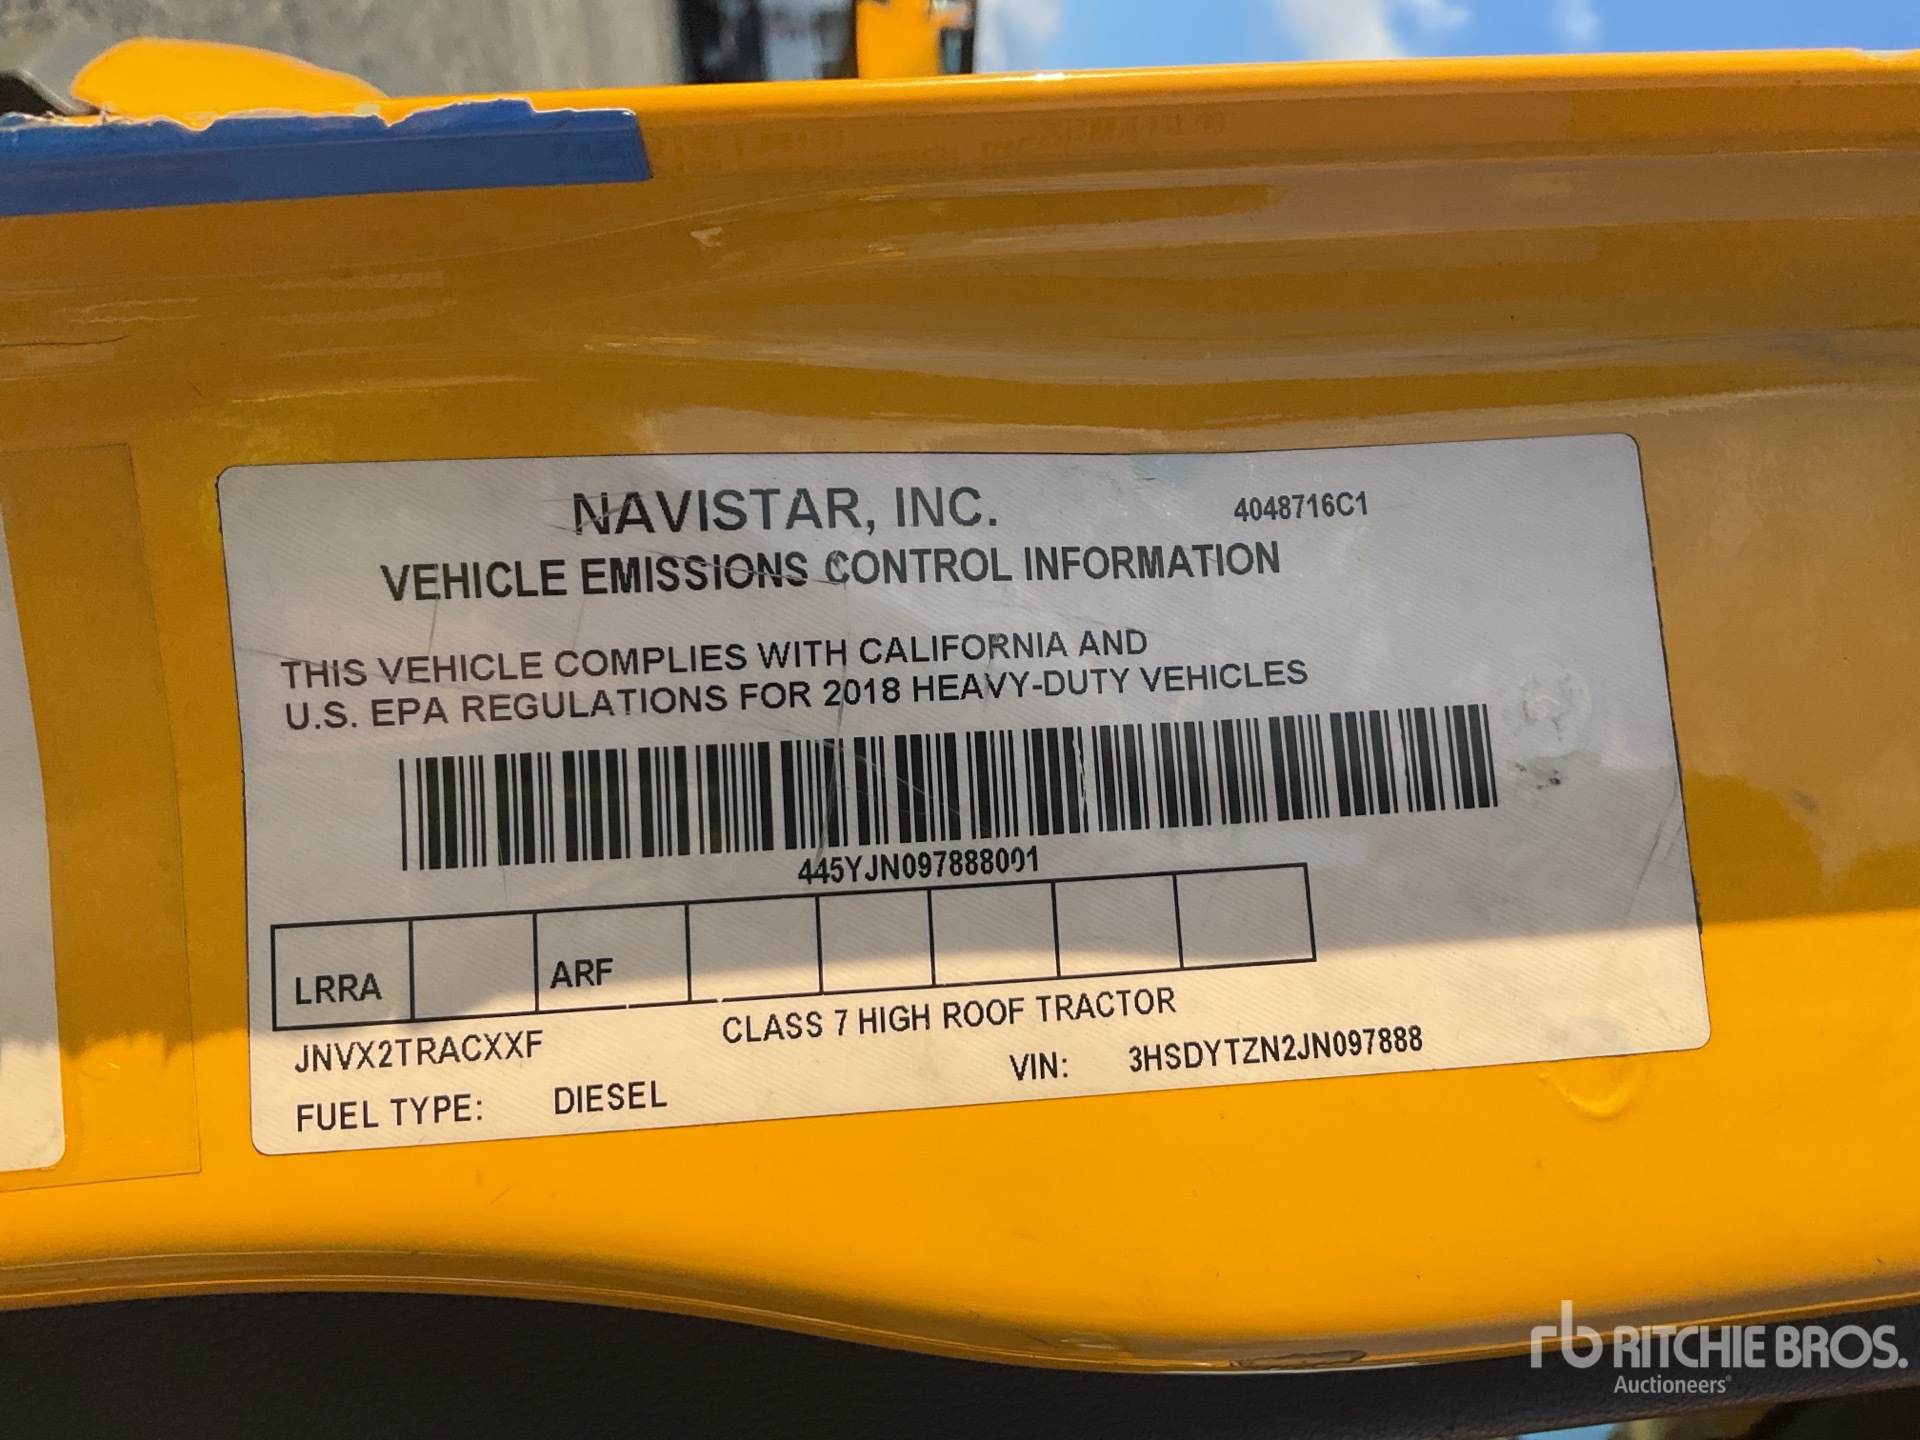 NAVISTAR, INC.
4048716C1
VEHICLE EMISSIONS CONTROL INFORMATION
THIS VEHICLE COMPLIES WITH CALIFORNIA AND
U.S. EPA REGULATIONS FOR 2018 HEAVY-DUTY VEHICLES
445YJN097888001
LRRA ARF
JNVX2TRACXXF CLASS 7 HIGH ROOF TRACTOR
FUEL TYPE: DIESEL VIN: 3HSDYTZN2JN097888
rb RITCHIE BROS.
Auctioneers®